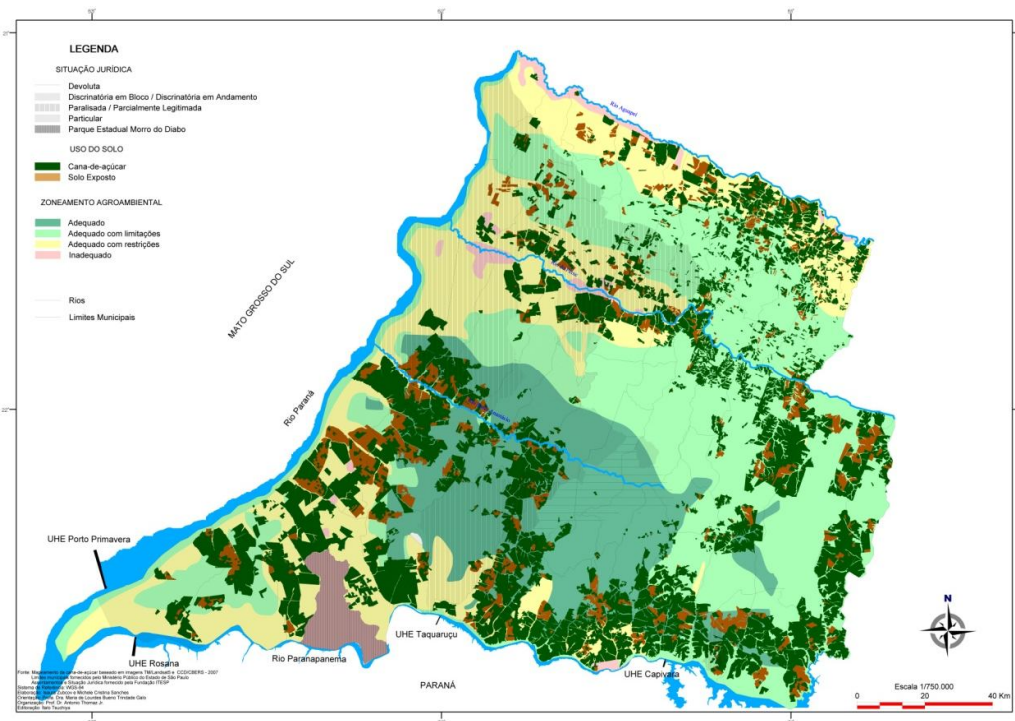 LEGENDA
SITUAÇÃO JURÍDICA
Devoluta
Discrinatória em Bloco / Discrinatória em Andamento
Paralisada / Parcialmente Legitimada
Particular
Parque Estadual Morro do Diabo
USO DO SOLO
Cana-de-açúcar
Solo Exposto
ZONEAMENTO AGROAMBIENTAL
Adequado
Adequado com limitações
Adequado com restrições
Inadequado
Rios
Limites Municipais
Rio Aguapeí
MATO GROSSO DO SUL
Rio Paraná
UHE Porto Primavera
UHE Rosana
Rio Paranapanema
UHE Taquaruçu
PARANÁ
UHE Capivara
N
Escala 1/750.000
0 20 40 Km